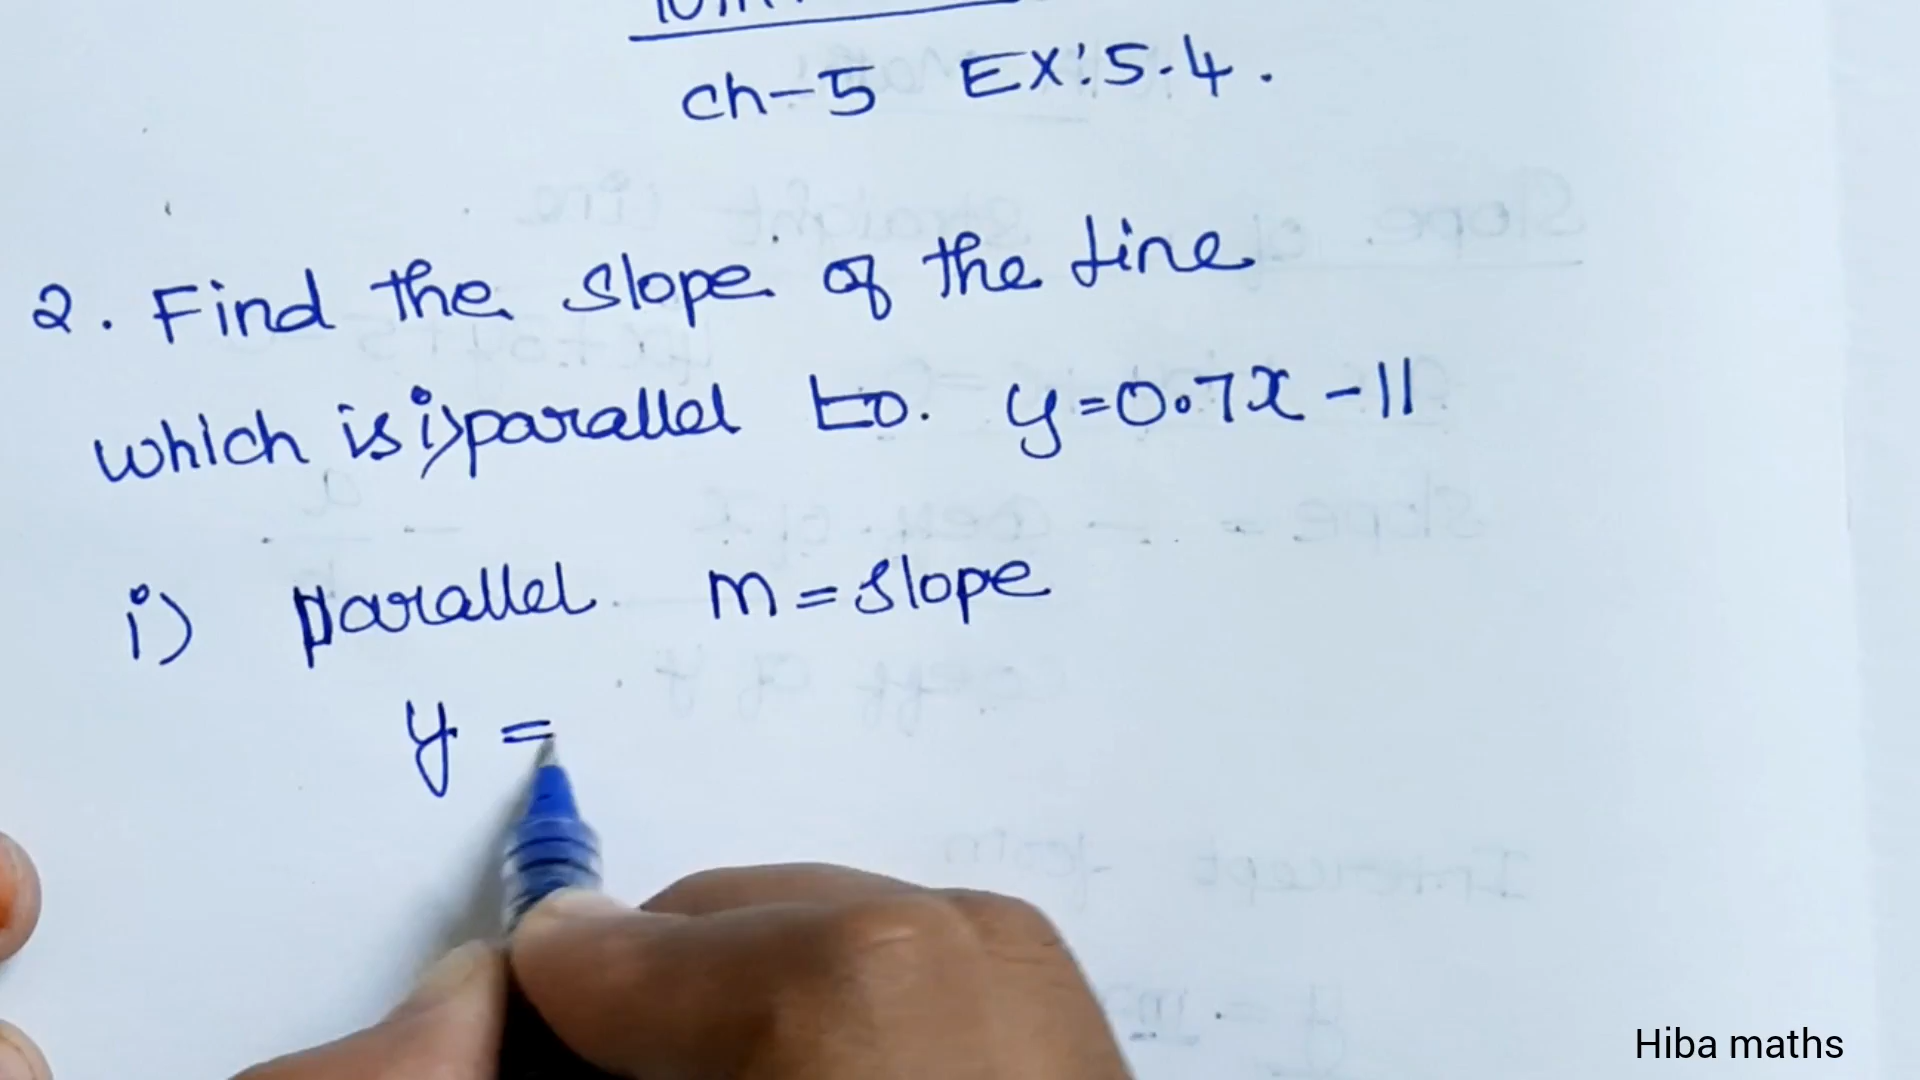 ch-5 EX:5.4.
2. Find the slope of the line
which is i) parallel to. y=0.7x-11
i) parallel m=slope
y =
Hiba maths